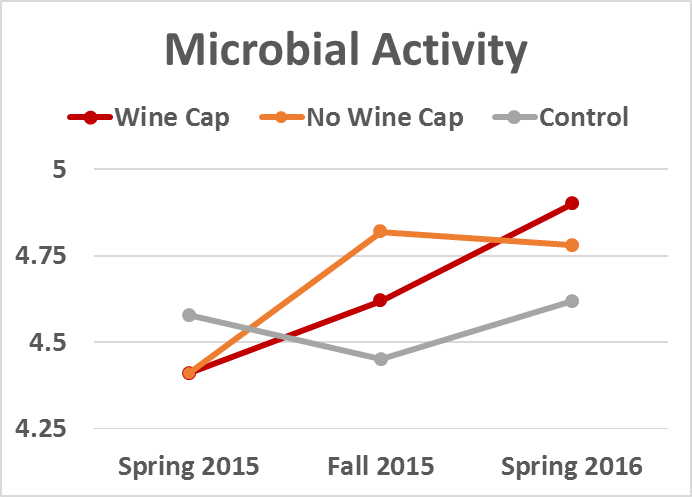 Microbial Activity
Wine Cap No Wine Cap Control
5
4.75
4.5
4.25
Spring 2015 Fall 2015 Spring 2016